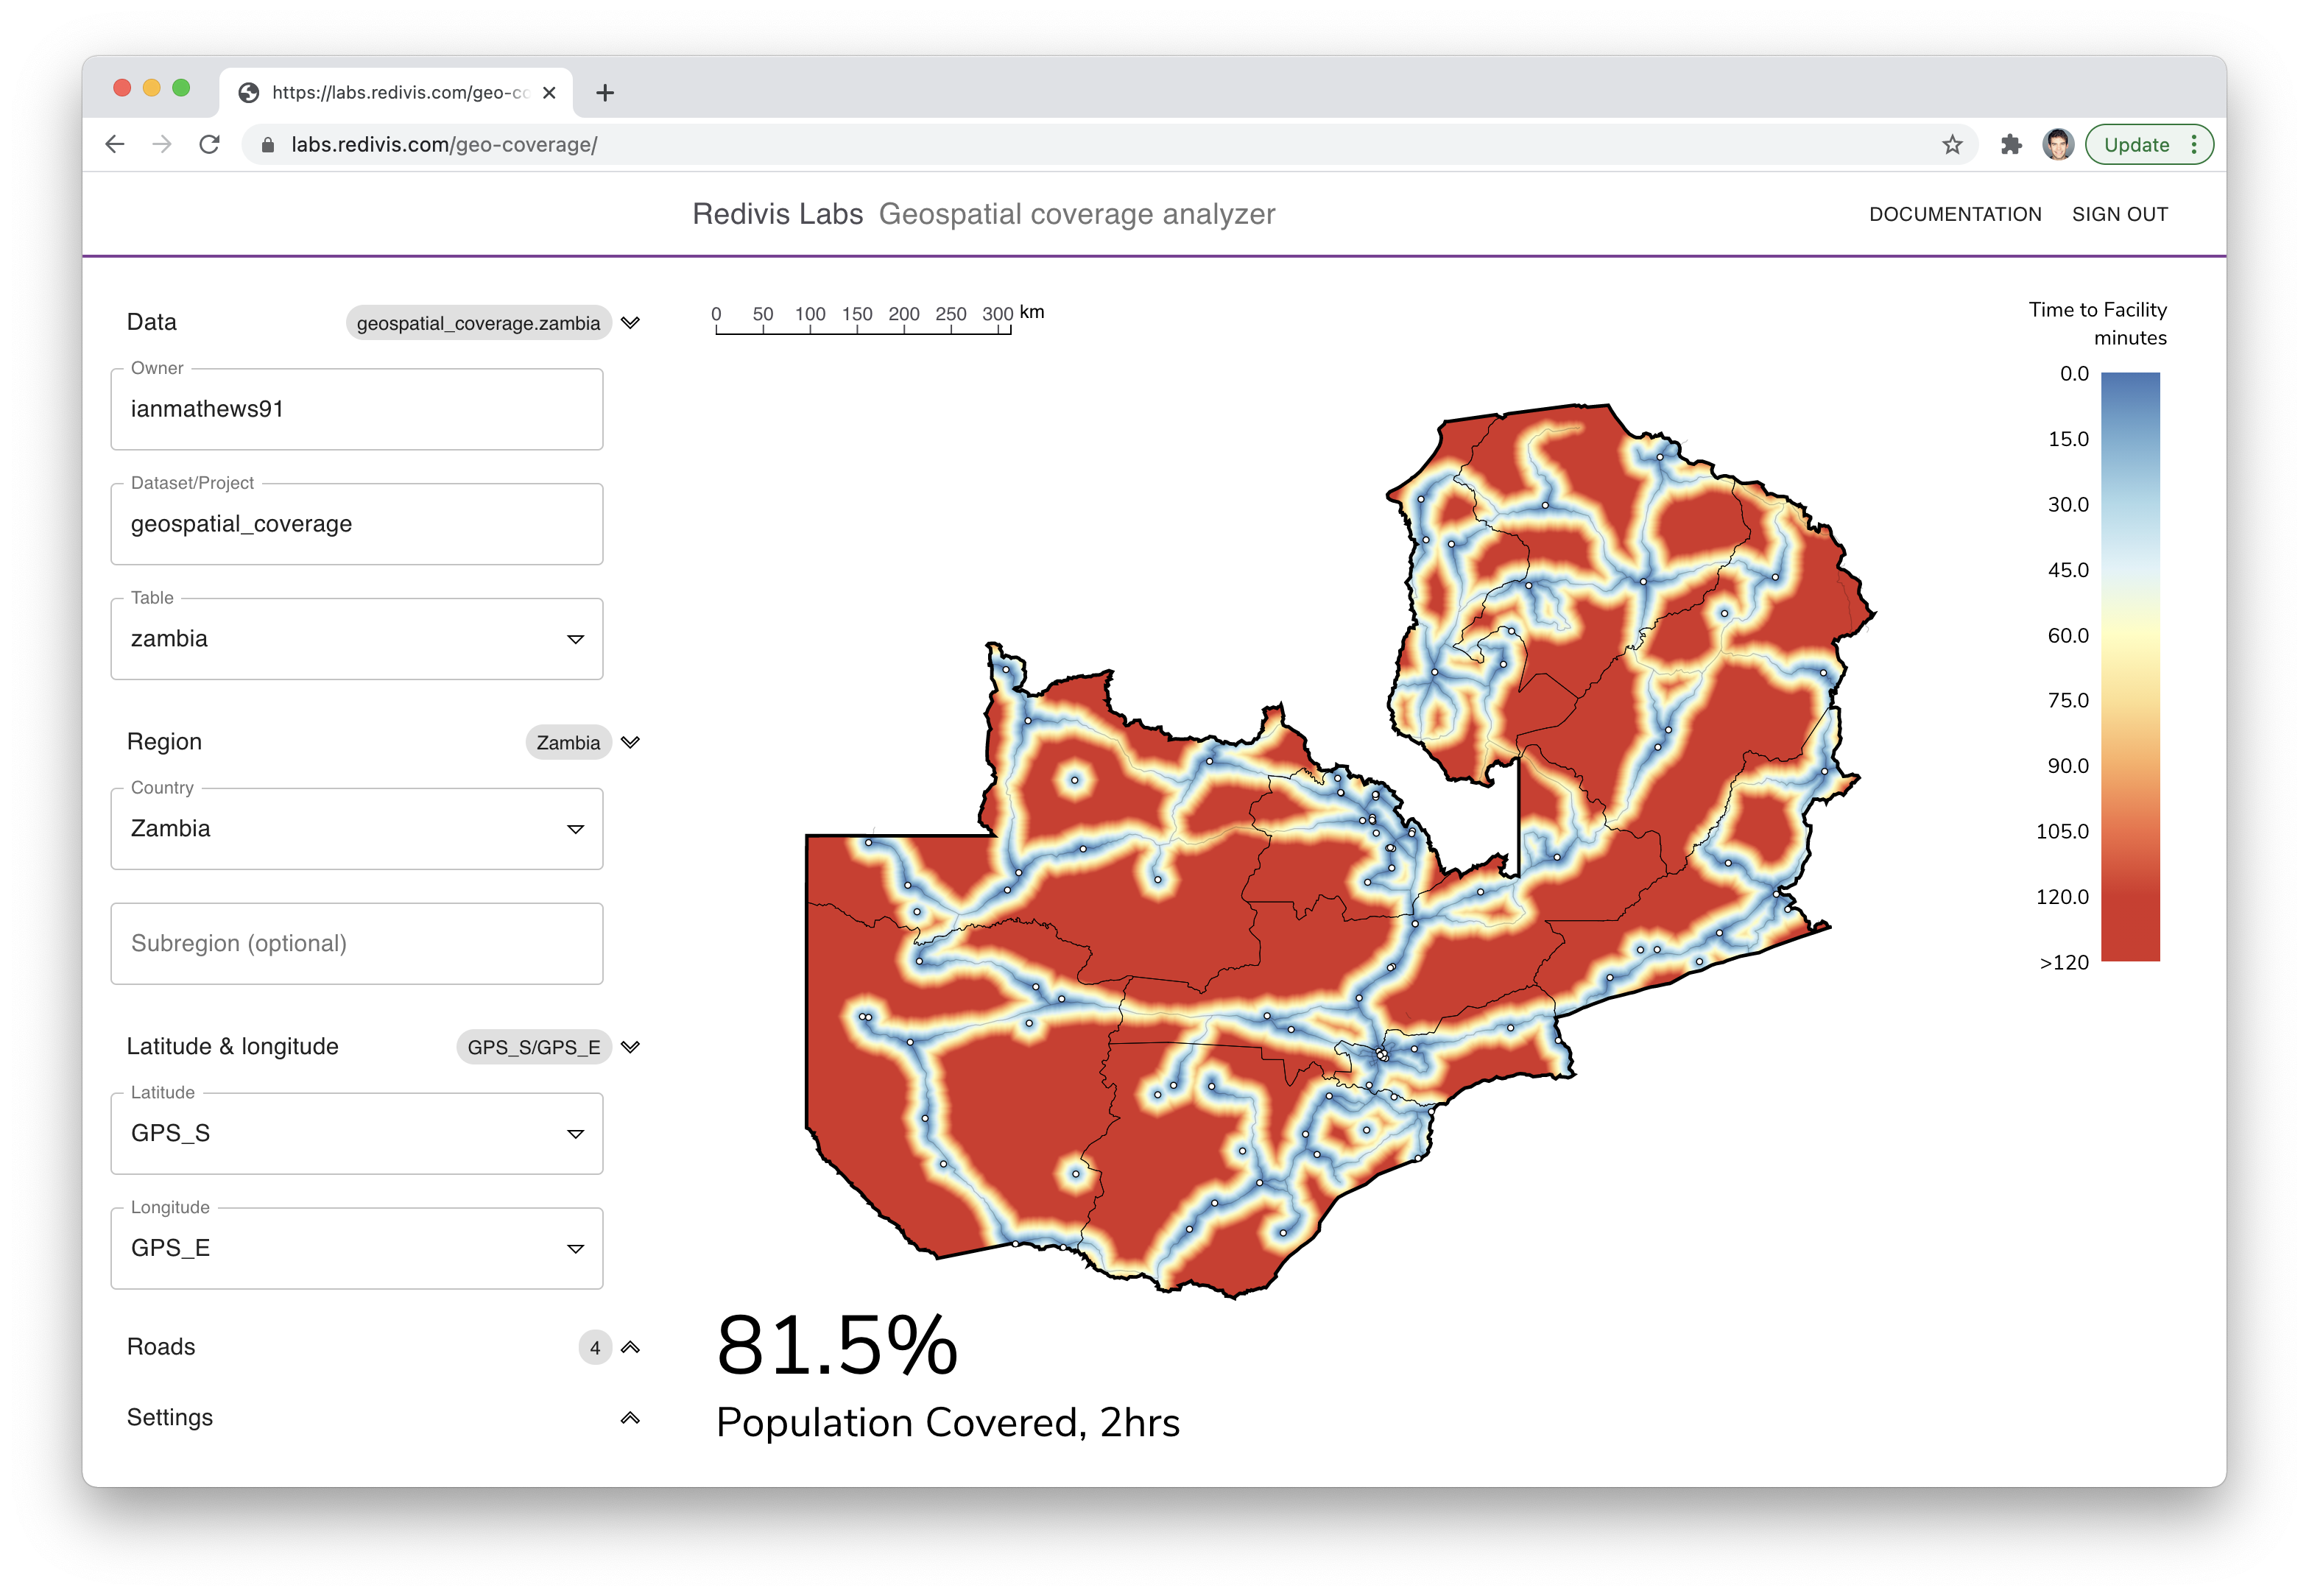 https://labs.redivis.com/geo-co
labs.redivis.com/geo-coverage/
Update
Redivis Labs Geospatial coverage analyzer
DOCUMENTATION SIGN OUT
Data geospatial_coverage.zambia
Owner
ianmathews91
Dataset/Project
geospatial_coverage
Table
zambia
Region Zambia
Country
Zambia
Subregion (optional)
Latitude & longitude GPS_S/GPS_E
Latitude
GPS_S
Longitude
GPS_E
Roads 4
Settings
0 50 100 150 200 250 300 km
Time to Facility
minutes
0.0
15.0
30.0
45.0
60.0
75.0
90.0
105.0
120.0
>120
81.5%
Population Covered, 2hrs